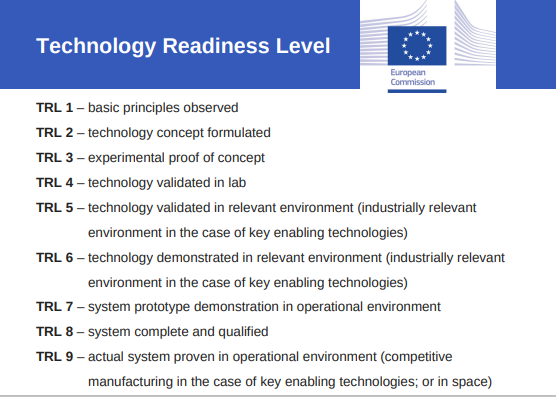 Technology Readiness Level
European
Commission
TRL 1 – basic principles observed
TRL 2 – technology concept formulated
TRL 3 – experimental proof of concept
TRL 4 – technology validated in lab
TRL 5 – technology validated in relevant environment (industrially relevant
environment in the case of key enabling technologies)
TRL 6 – technology demonstrated in relevant environment (industrially relevant
environment in the case of key enabling technologies)
TRL 7 – system prototype demonstration in operational environment
TRL 8 – system complete and qualified
TRL 9 – actual system proven in operational environment (competitive
manufacturing in the case of key enabling technologies; or in space)